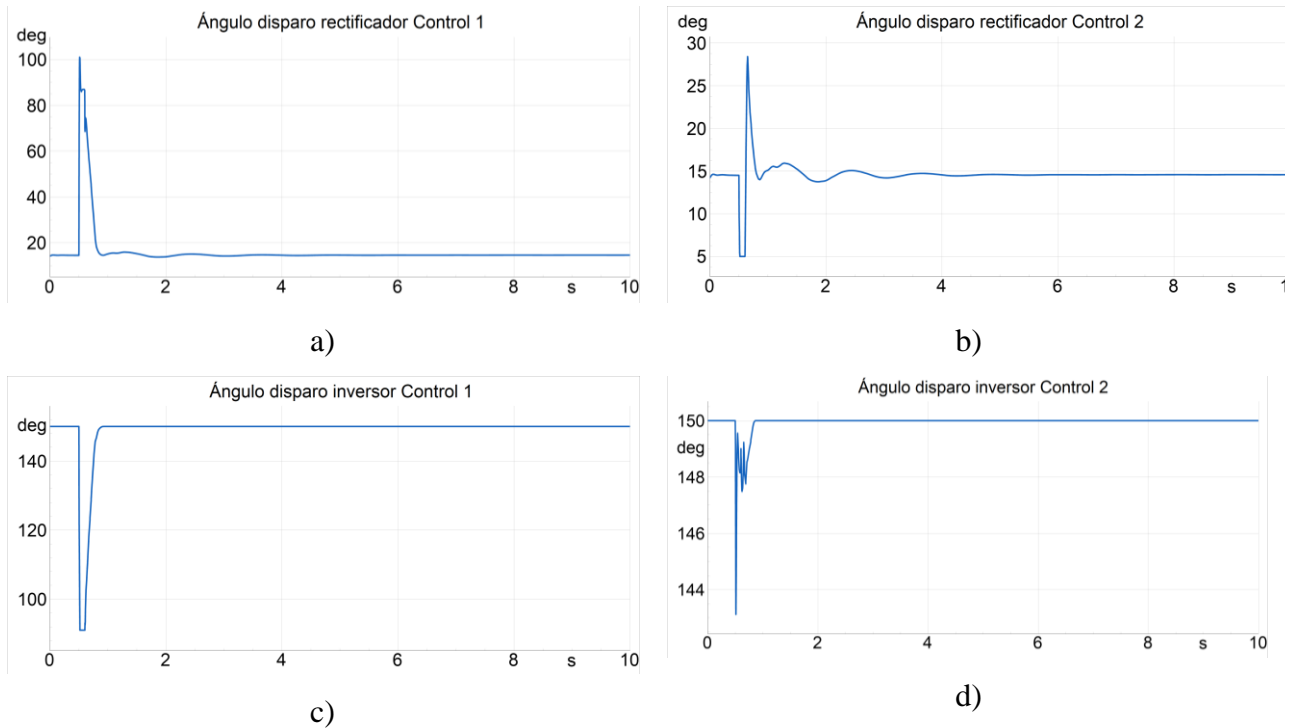 Ángulo disparo rectificador Control 1
deg
100
80
60
40
20
0 2 4 6 8 s 10
a)
Ángulo disparo rectificador Control 2
deg
30
25
20
15
10
5
0 2 4 6 8 s 1
b)
Ángulo disparo inversor Control 1
deg
140
120
100
0 2 4 6 8 s 10
c)
Ángulo disparo inversor Control 2
150
deg
148
146
144
0 2 4 6 8 s 10
d)